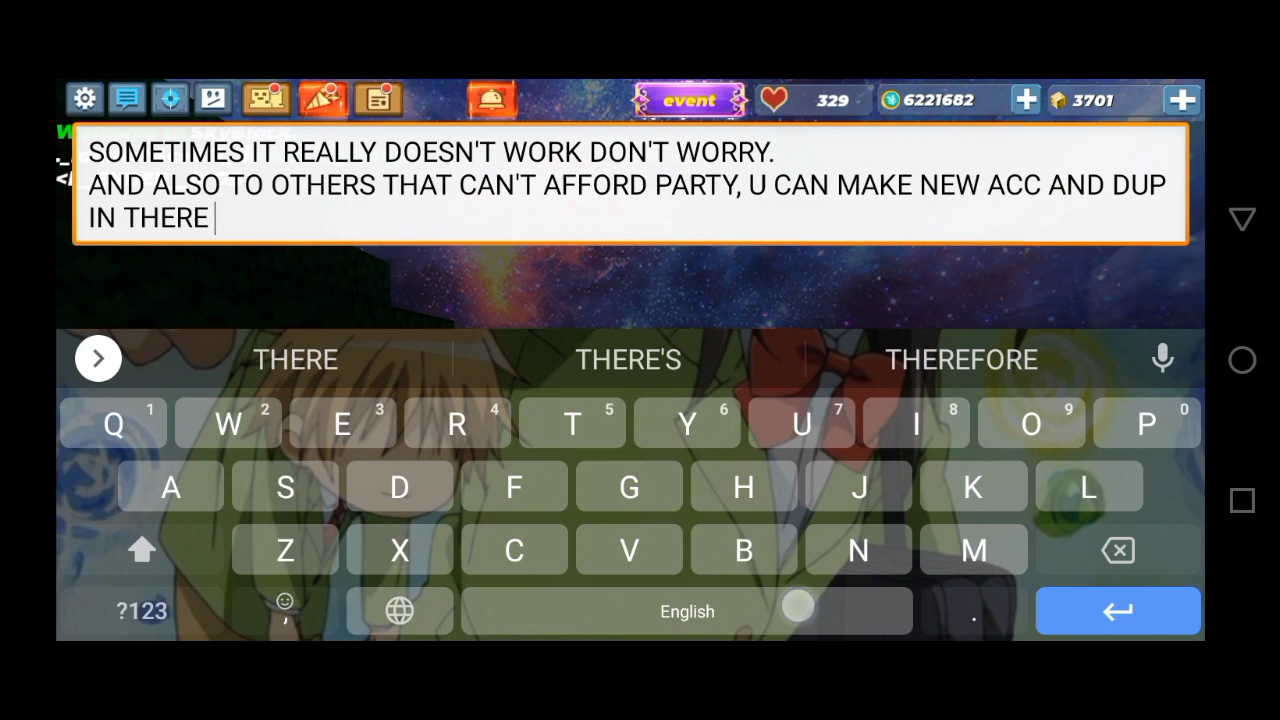 event
329
6221682
3701
SkyBlock.
SOMETIMES IT REALLY DOESN'T WORK DON'T WORRY.
AND ALSO TO OTHERS THAT CAN'T AFFORD PARTY, U CAN MAKE NEW ACC AND DUP
IN THERE
THERE THERE'S THEREFORE
Q 1 W 2 E 3 R 4 T 5 Y 6 U 7 I 8 O 9 P 0
A S D F G H J K L
Z X C V B N M
?123 , English .